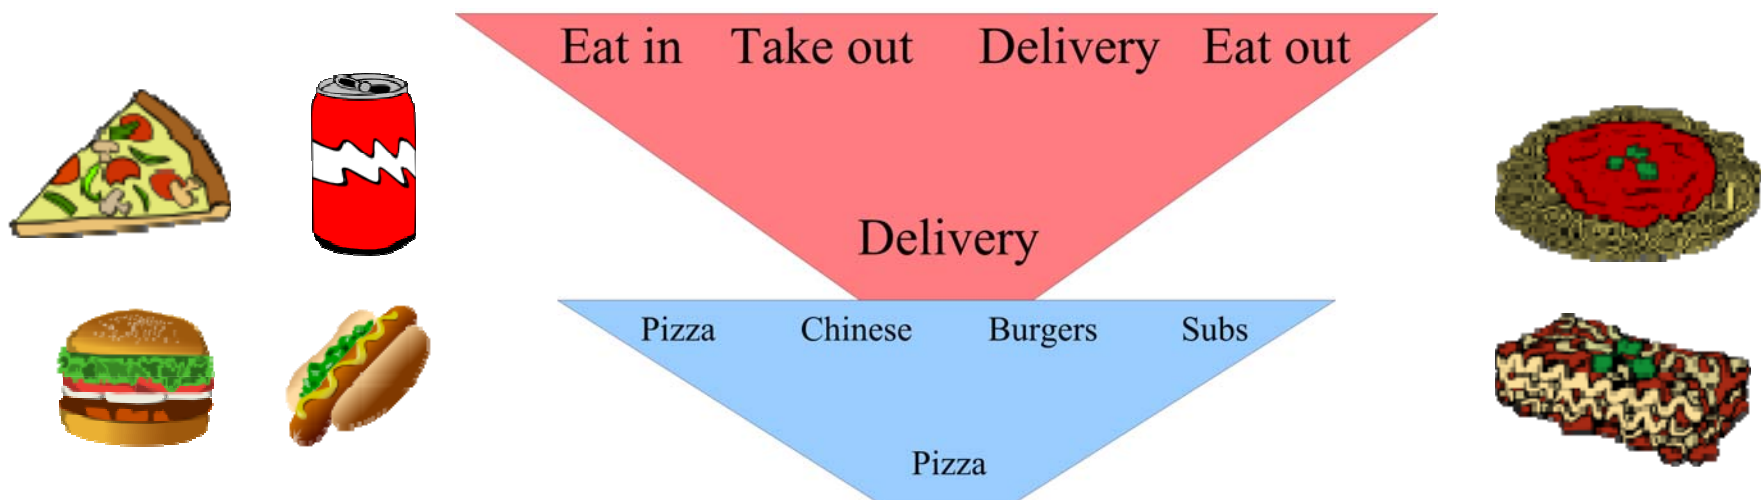 Eat in Take out Delivery Eat out
Delivery
Pizza Chinese Burgers Subs
Pizza